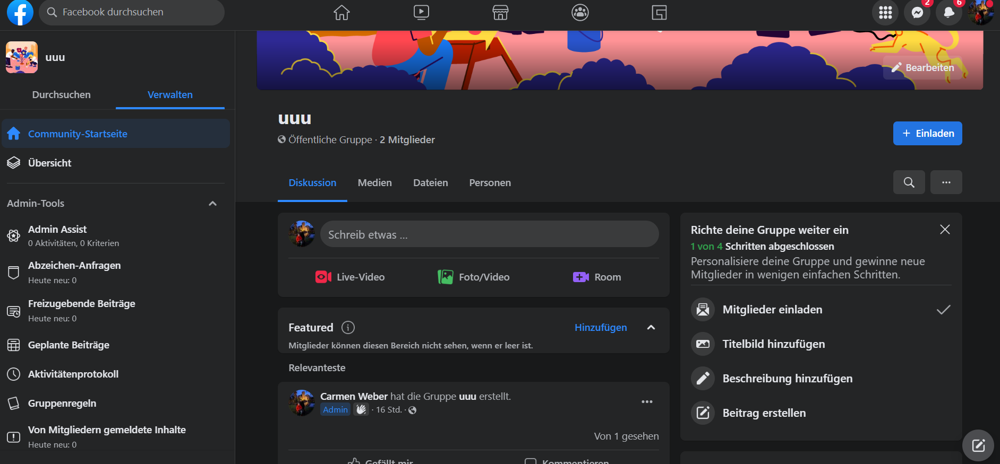 Facebook durchsuchen
2
6
uuu
Durchsuchen
Verwalten
Community-Startseite
Übersicht
Admin-Tools
Admin Assist
0 Aktivitäten, 0 Kriterien
Abzeichen-Anfragen
Heute neu: 0
Freizugebende Beiträge
Heute neu: 0
Geplante Beiträge
Aktivitätenprotokoll
Gruppenregeln
Von Mitgliedern gemeldete Inhalte
Heute neu: 0
Bearbeiten
uuu
Öffentliche Gruppe · 2 Mitglieder
+ Einladen
Diskussion
Medien
Dateien
Personen
Schreib etwas ...
Live-Video
Foto/Video
Room
Featured
Hinzufügen
Mitglieder können diesen Bereich nicht sehen, wenn er leer ist.
Relevanteste
Carmen Weber hat die Gruppe uuu erstellt.
Admin · 16 Std. ·
Von 1 gesehen
Gefällt mir
Kommentieren
Richte deine Gruppe weiter ein
1 von 4 Schritten abgeschlossen
Personalisiere deine Gruppe und gewinne neue
Mitglieder in wenigen einfachen Schritten.
Mitglieder einladen
Titelbild hinzufügen
Beschreibung hinzufügen
Beitrag erstellen